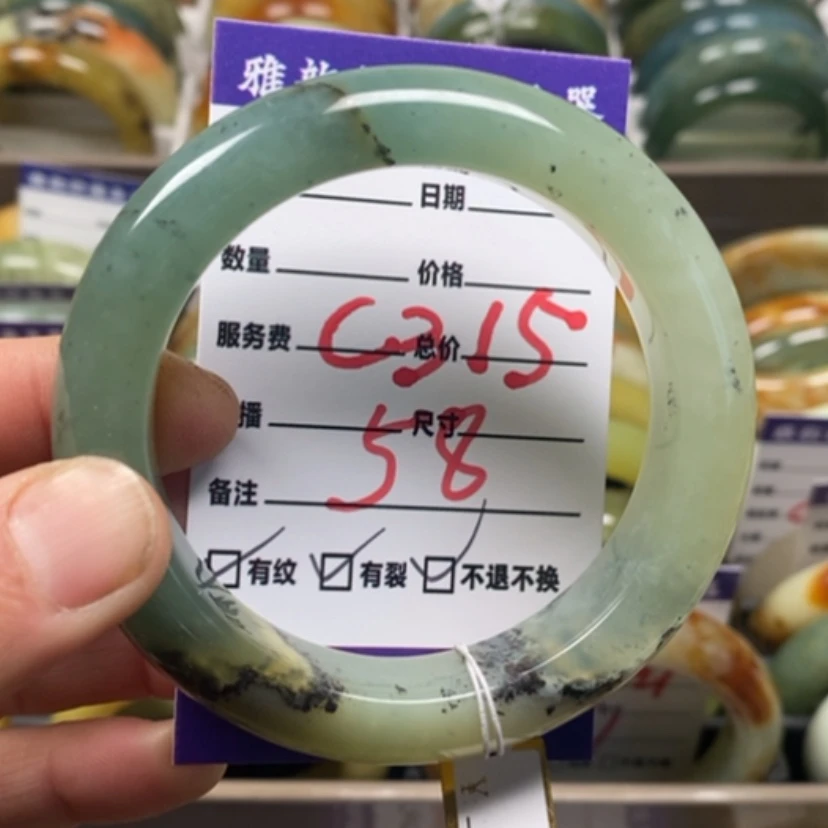 雅
器
日期
数量 价格
服务费 总价
C315
播 尺寸
58
备注
有纹 有裂 不退不换